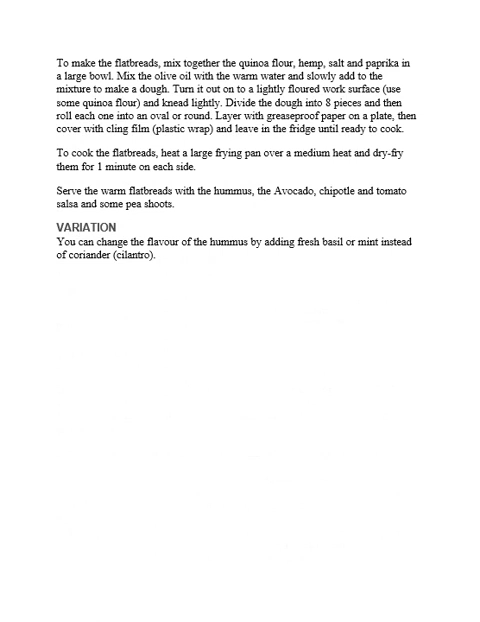 To make the flatbreads, mix together the quinoa flour, hemp, salt and paprika in
a large bowl. Mix the olive oil with the warm water and slowly add to the
mixture to make a dough. Turn it out on to a lightly floured work surface (use
some quinoa flour) and knead lightly. Divide the dough into 8 pieces and then
roll each one into an oval or round. Layer with greaseproof paper on a plate, then
cover with cling film (plastic wrap) and leave in the fridge until ready to cook.
To cook the flatbreads, heat a large frying pan over a medium heat and dry-fry
them for 1 minute on each side.
Serve the warm flatbreads with the hummus, the Avocado, chipotle and tomato
salsa and some pea shoots.
VARIATION
You can change the flavour of the hummus by adding fresh basil or mint instead
of coriander (cilantro).